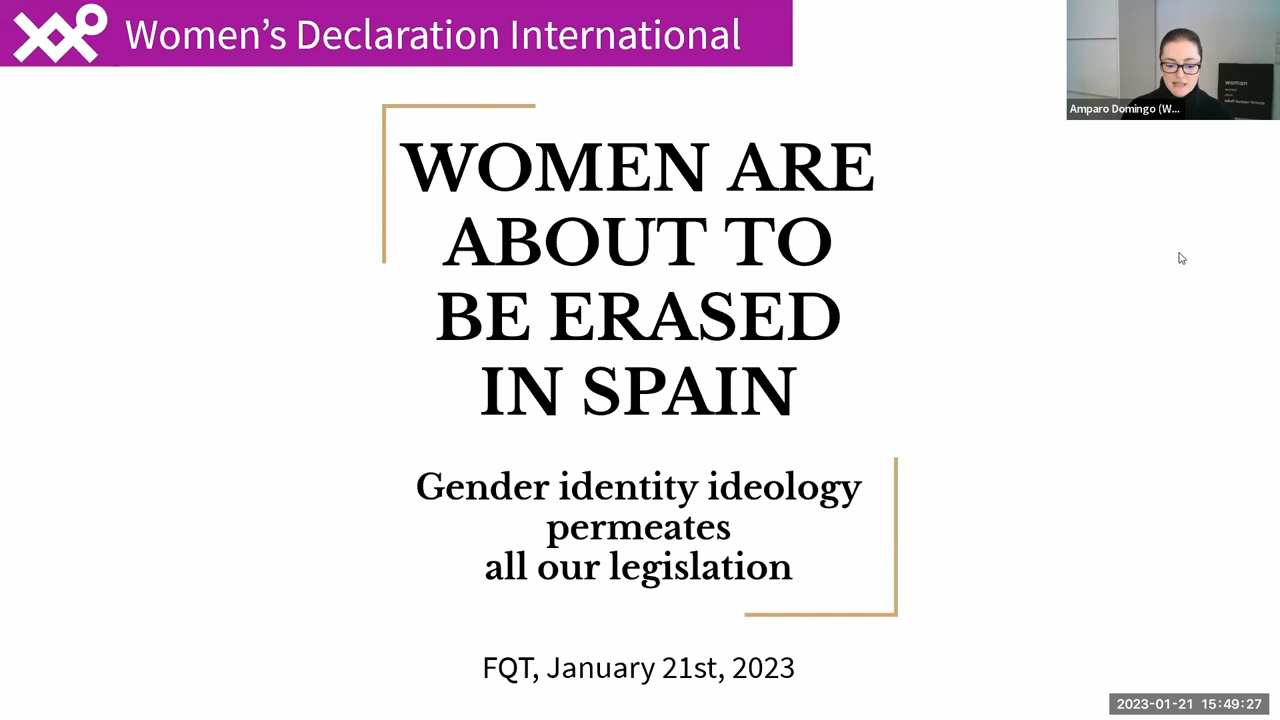 Women's Declaration International
Amparo Domingo (W...
woman
WOMEN ARE
ABOUT TO
BE ERASED
IN SPAIN
Gender identity ideology
permeates
all our legislation
FQT, January 21st, 2023
2023-01-21 15:49:27